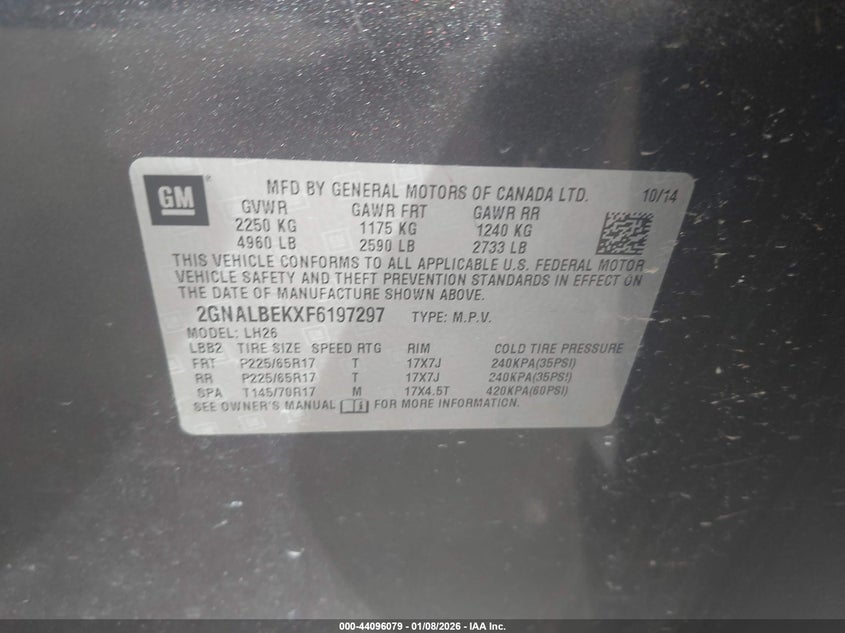 GM ®
MFD BY GENERAL MOTORS OF CANADA LTD. 10/14
GVWR GAWR FRT GAWR RR
2250 KG 1175 KG 1240 KG
4960 LB 2590 LB 2733 LB
THIS VEHICLE CONFORMS TO ALL APPLICABLE U.S. FEDERAL MOTOR
VEHICLE SAFETY AND THEFT PREVENTION STANDARDS IN EFFECT ON
THE DATE OF MANUFACTURE SHOWN ABOVE.
2GNALBEKXF6197297 TYPE: M.P.V.
MODEL: LH26
LBB2 TIRE SIZE SPEED RTG RIM COLD TIRE PRESSURE
FRT P225/65R17 T 17X7J 240KPA(35PSI)
RR P225/65R17 T 17X7J 240KPA(35PSI)
SPA T145/70R17 M 17X4.5T 420KPA(60PSI)
SEE OWNER'S MANUAL FOR MORE INFORMATION.
000-44096079 - 01/08/2026 - IAA Inc.